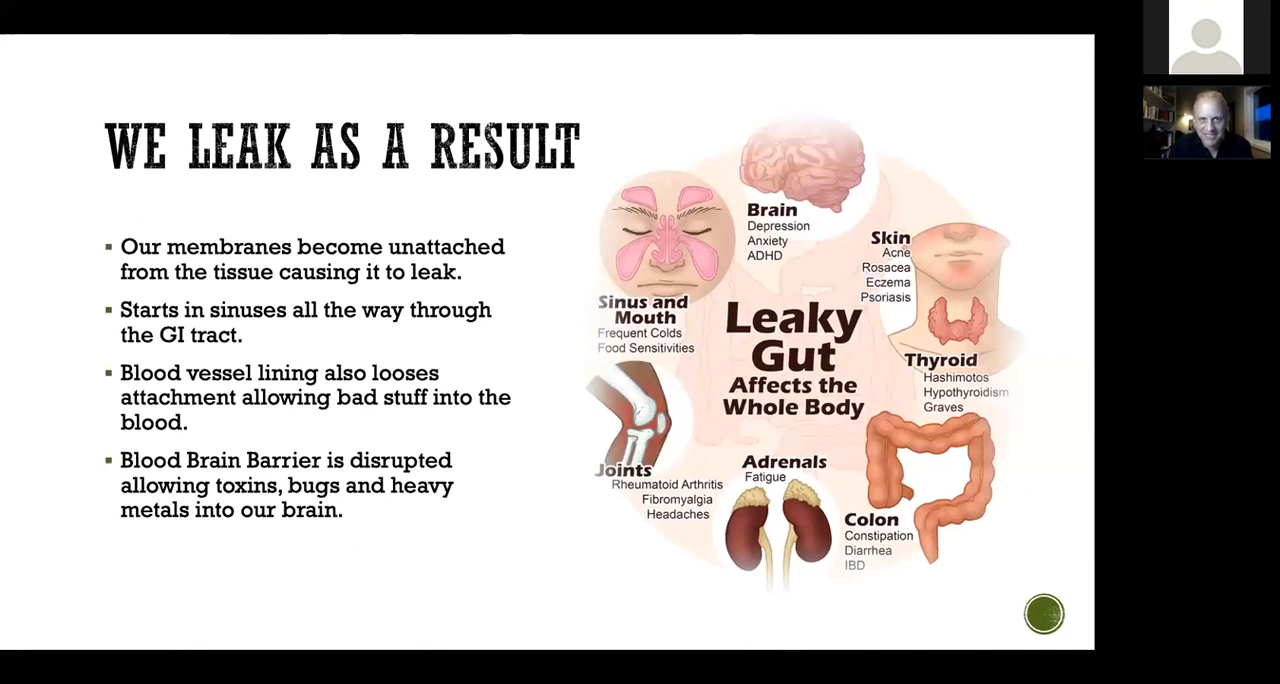 WE LEAK AS A RESULT
Our membranes become unattached
from the tissue causing it to leak.
Starts in sinuses all the way through
the GI tract.
Blood vessel lining also looses
attachment allowing bad stuff into the
blood.
Blood Brain Barrier is disrupted
allowing toxins, bugs and heavy
metals into our brain.
Brain
Depression
Anxiety
ADHD
Skin
Acne
Rosacea
Eczema
Psoriasis
Sinus and
Mouth
Frequent Colds
Food Sensitivities
Leaky
Gut
Affects the
Whole Body
Thyroid
Hashimotos
Hypothyroidism
Graves
Joints
Rheumatoid Arthritis
Fibromyalgia
Headaches
Adrenals
Fatigue
Colon
Constipation
Diarrhea
IBD